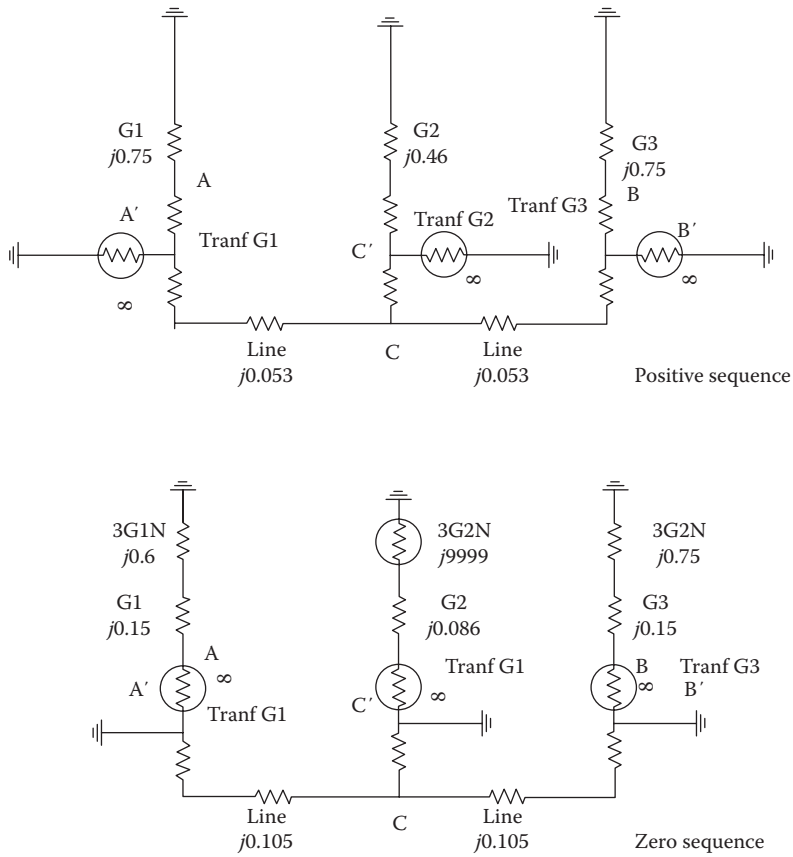 G1
j0.75
G2
j0.46
G3
j0.75
A
B
A′
Tranf G1
Tranf G2
Tranf G3
B′
C′
∞
∞
∞
Line
j0.053
C
Line
j0.053
Positive sequence
3G1N
j0.6
3G2N
j9999
3G2N
j0.75
G1
j0.15
G2
j0.086
G3
j0.15
A
∞
A′
Tranf G1
Tranf G1
C′
∞
B
∞
Tranf G3
B′
Line
j0.105
C
Line
j0.105
Zero sequence